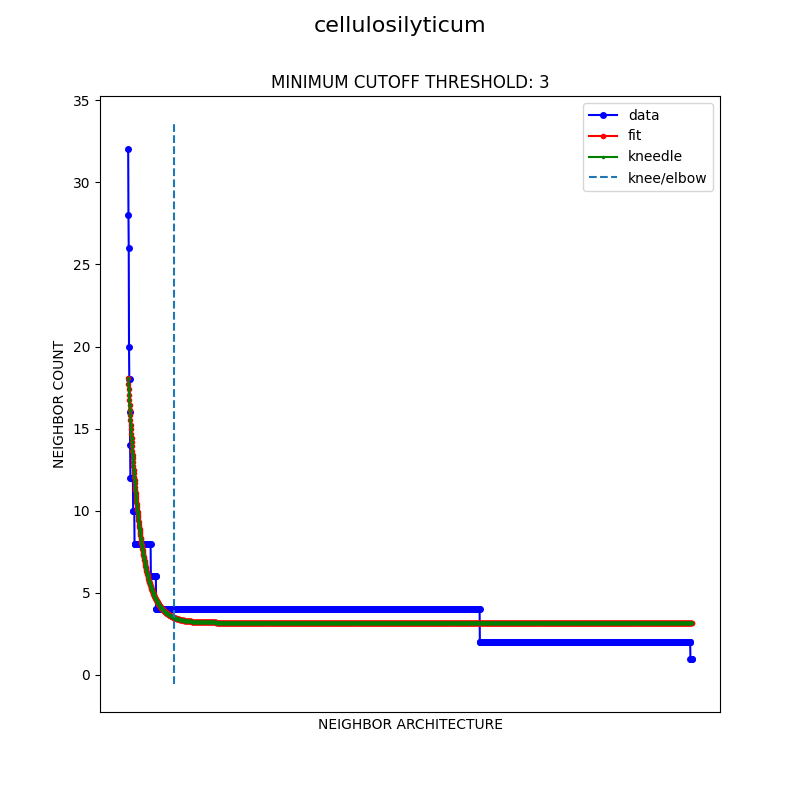 cellulosilyticum
MINIMUM CUTOFF THRESHOLD: 3
data
fit
kneedle
knee/elbow
35
30
25
20
15
10
5
0
NEIGHBOR COUNT
NEIGHBOR ARCHITECTURE